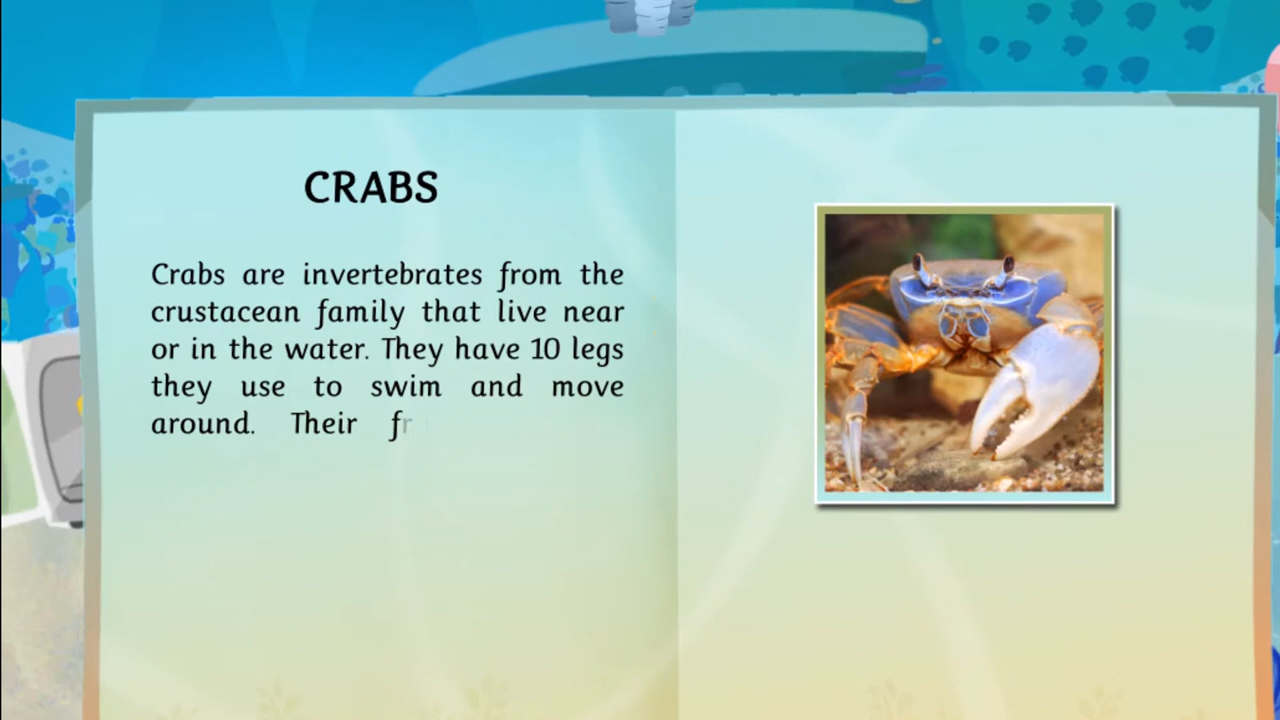 CRABS
Crabs are invertebrates from the
crustacean family that live near
or in the water. They have 10 legs
they use to swim and move
around. Their fr